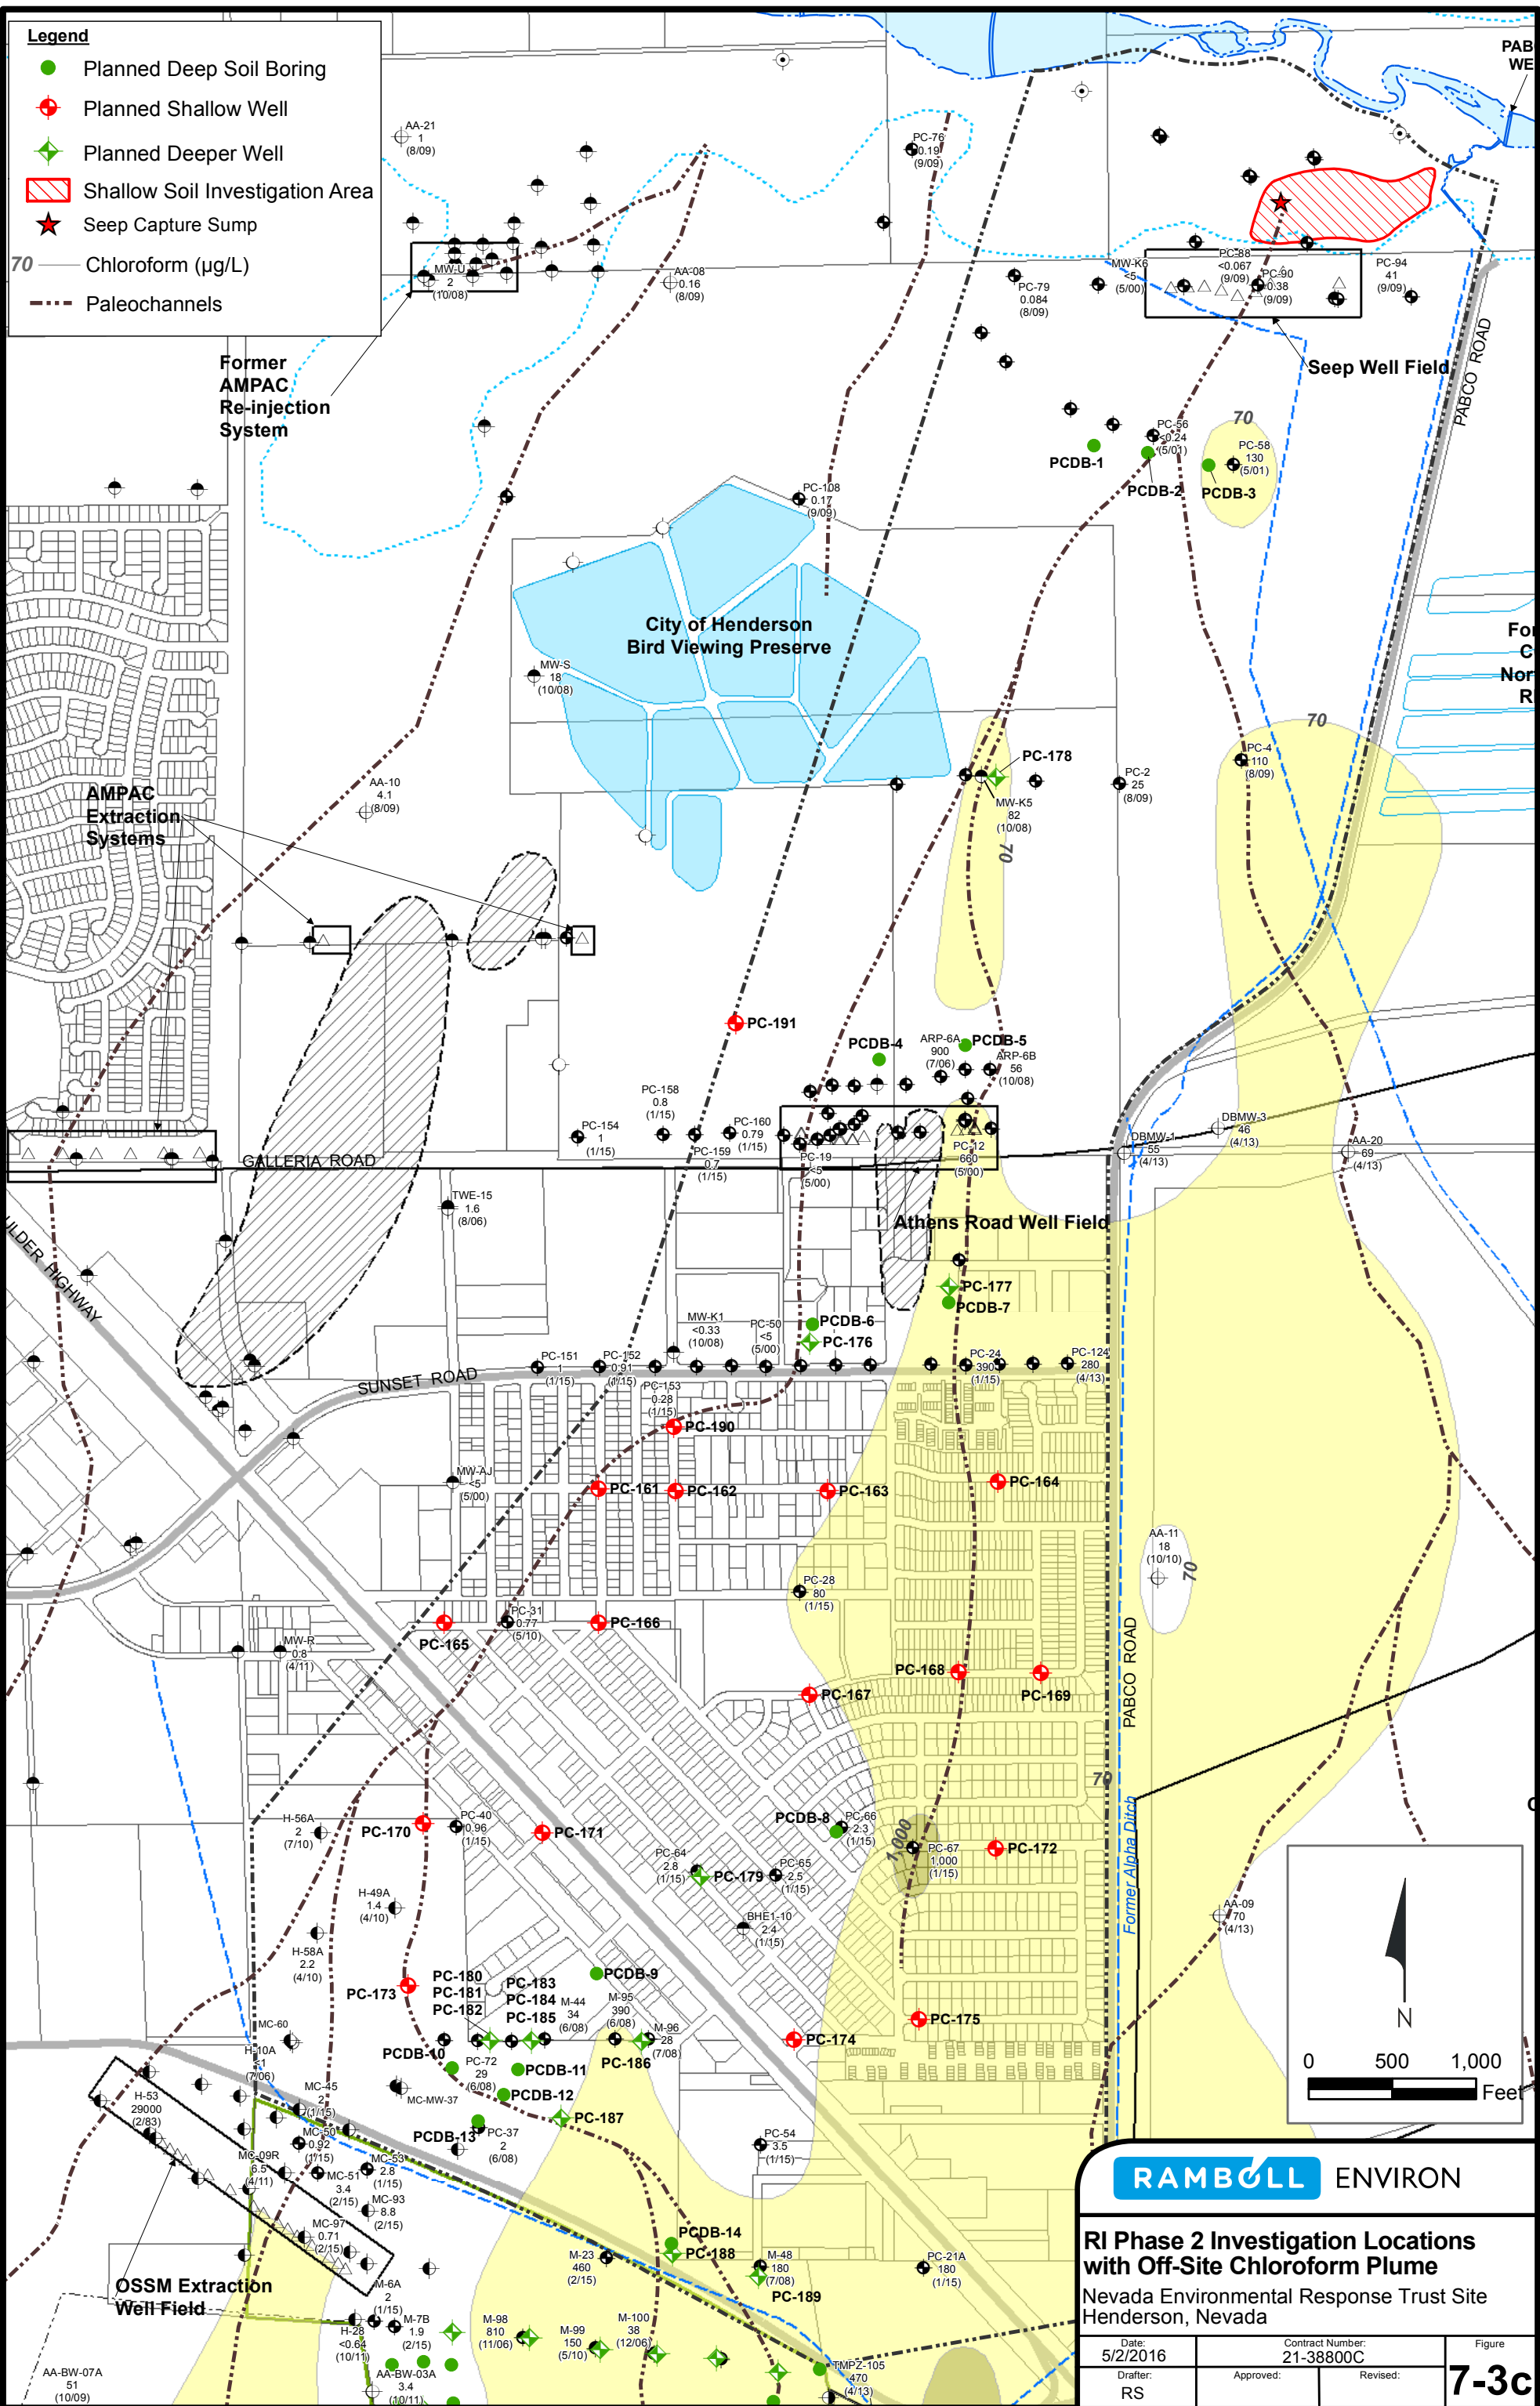 Legend
Planned Deep Soil Boring
Planned Shallow Well
Planned Deeper Well
Shallow Soil Investigation Area
Seep Capture Sump
70 Chloroform (µg/L)
Paleochannels
AA-21
1
(8/09)
PC-76
0.19
(9/09)
PAB
WE
MW-U
2
(10/08)
AA-08
0.16
(8/09)
PC-79
0.084
(8/09)
MW-K6
<5
(5/00)
PC-88
<0.067
(9/09)
PC-90
0.38
(9/09)
PC-94
41
(9/09)
Former
AMPAC
Re-injection
System
Seep Well Field
PABCO ROAD
PCDB-1
PC-56
<0.24
(5/01)
PCDB-2
70
PC-58
130
(5/01)
PCDB-3
PC-108
0.17
(9/09)
City of Henderson
Bird Viewing Preserve
MW-S
18
(10/08)
For
C
Nor
R
70
PC-4
110
(8/09)
PC-178
PC-2
25
(8/09)
MW-K5
82
(10/08)
70
AA-10
4.1
(8/09)
AMPAC
Extraction
Systems
PC-191
PCDB-4
ARP-6A
900
(7/06)
PCDB-5
ARP-6B
56
(10/08)
PC-158
0.8
(1/15)
PC-154
1
(1/15)
PC-160
0.79
(1/15)
PC-159
0.7
(1/15)
PC-19
<5
(5/00)
PC-12
660
(5/00)
DBMW-3
46
(4/13)
DBMW-1
55
(4/13)
AA-20
69
(4/13)
GALLERIA ROAD
TWE-15
1.6
(8/06)
Athens Road Well Field
ULDER HIGHWAY
PC-177
PCDB-7
PCDB-6
PC-176
MW-K1
<0.33
(10/08)
PC-50
<5
(5/00)
PC-151
1
(1/15)
PC-152
0.91
(1/15)
PC-153
0.28
(1/15)
PC-24
390
(1/15)
PC-124
280
(4/13)
SUNSET ROAD
PC-190
MW-AJ
<5
(5/00)
PC-161
PC-162
PC-163
PC-164
AA-11
18
(10/10)
70
PC-28
80
(1/15)
PC-31
0.77
(5/10)
PC-165
PC-166
MW-R
0.8
(4/11)
PC-168
PC-169
PC-167
PABCO ROAD
70
Former Alpha Ditch
H-56A
2
(7/10)
PC-170
PC-40
0.96
(1/15)
PC-171
PCDB-8
PC-66
2.3
(1/15)
1,000
PC-67
1,000
(1/15)
PC-172
PC-64
2.8
(1/15)
PC-179
PC-65
2.5
(1/15)
BHE1-10
2.4
(1/15)
H-49A
1.4
(4/10)
H-58A
2.2
(4/10)
AA-09
70
(4/13)
PC-173
PC-180
PC-181
PC-182
PC-183
PC-184
PC-185
PCDB-9
M-44
34
(6/08)
M-95
390
(6/08)
M-96
28
(7/08)
PC-186
PC-174
PC-175
MC-60
H-10A
<1
(7/06)
PCDB-10
PC-72
29
(6/08)
PCDB-11
PCDB-12
MC-MW-37
PC-187
H-53
29000
(2/83)
MC-45
2
(1/15)
MC-50
0.92
(1/15)
PCDB-13
PC-37
2
(6/08)
PC-54
3.5
(1/15)
MC-09R
6.5
(4/11)
MC-51
3.4
(2/15)
MC-53
2.8
(1/15)
MC-93
8.8
(2/15)
MC-97
0.71
(2/15)
PCDB-14
PC-188
M-23
460
(2/15)
M-48
180
(7/08)
PC-189
PC-21A
180
(1/15)
OSSM Extraction
Well Field
M-6A
2
(1/15)
M-7B
1.9
(2/15)
H-28
<0.64
(10/11)
M-98
810
(11/06)
M-99
150
(5/10)
M-100
38
(12/06)
TMPZ-105
470
(4/13)
AA-BW-07A
51
(10/09)
AA-BW-03A
3.4
(10/11)
N
0 500 1,000
Feet
RAMBOLL ENVIRON
RI Phase 2 Investigation Locations
with Off-Site Chloroform Plume
Nevada Environmental Response Trust Site
Henderson, Nevada
Date: 5/2/2016
Contract Number: 21-38800C
Figure 7-3c
Drafter: RS
Approved:
Revised: